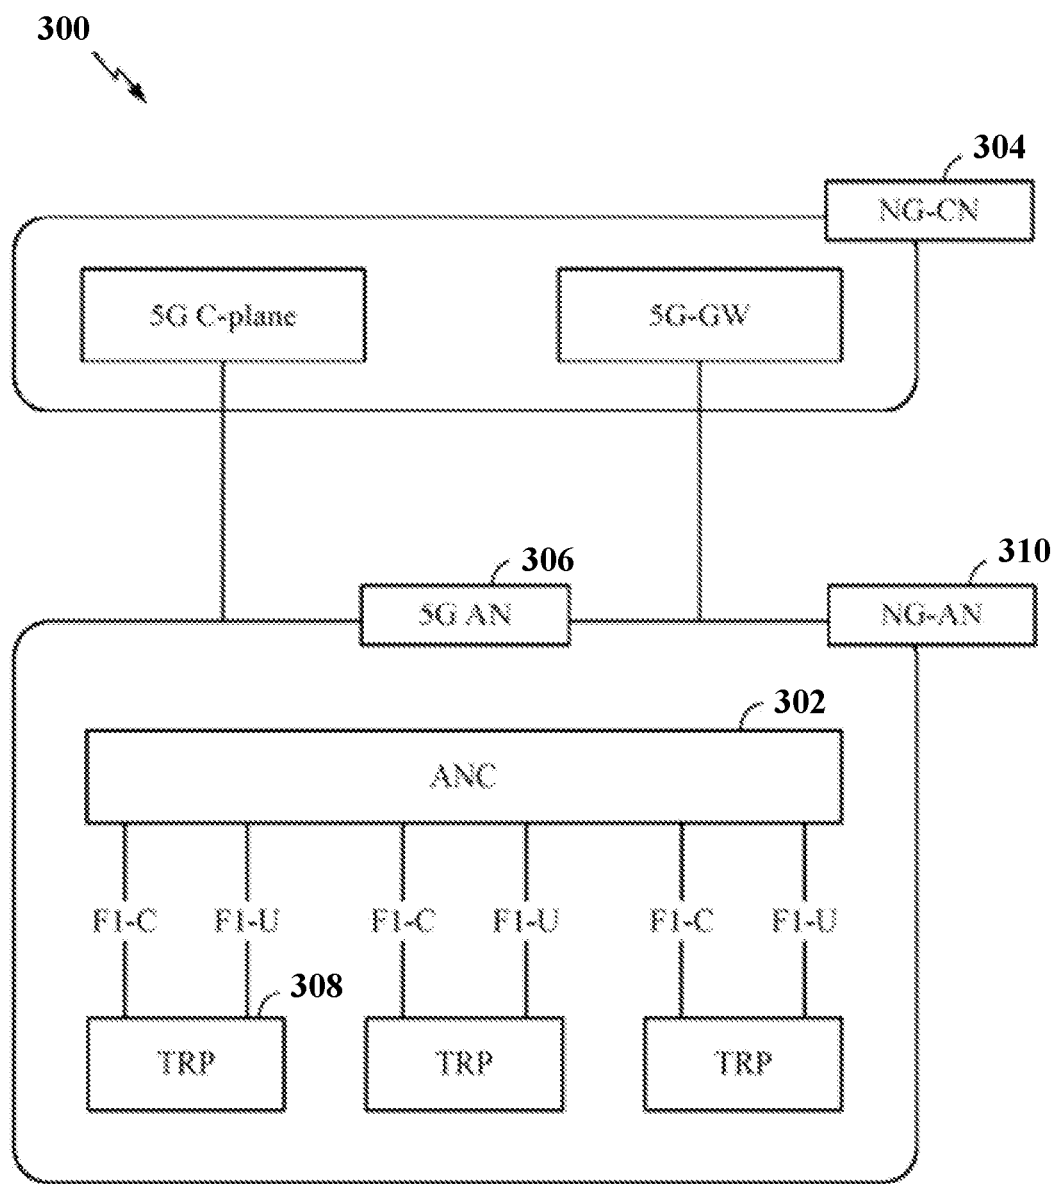 300
304
NG-CN
5G C-plane
5G-GW
306
310
5G AN
NG-AN
302
ANC
F1-C
F1-U
F1-C
F1-U
F1-C
F1-U
308
TRP
TRP
TRP